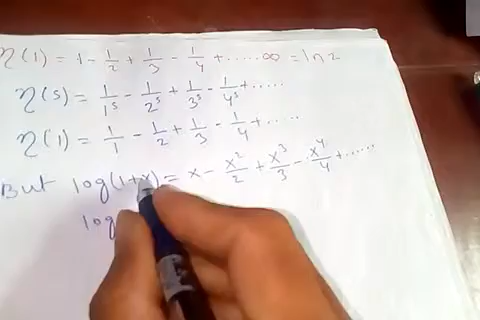 η(1) = 1 - 1/2 + 1/3 - 1/4 + ..... ∞ = ln 2
η(s) = 1/1^s - 1/2^s + 1/3^s - 1/4^s + .....
η(1) = 1/1 - 1/2 + 1/3 - 1/4 + ....
But log(1+x) = x - x^2/2 + x^3/3 - x^4/4 + ......
log